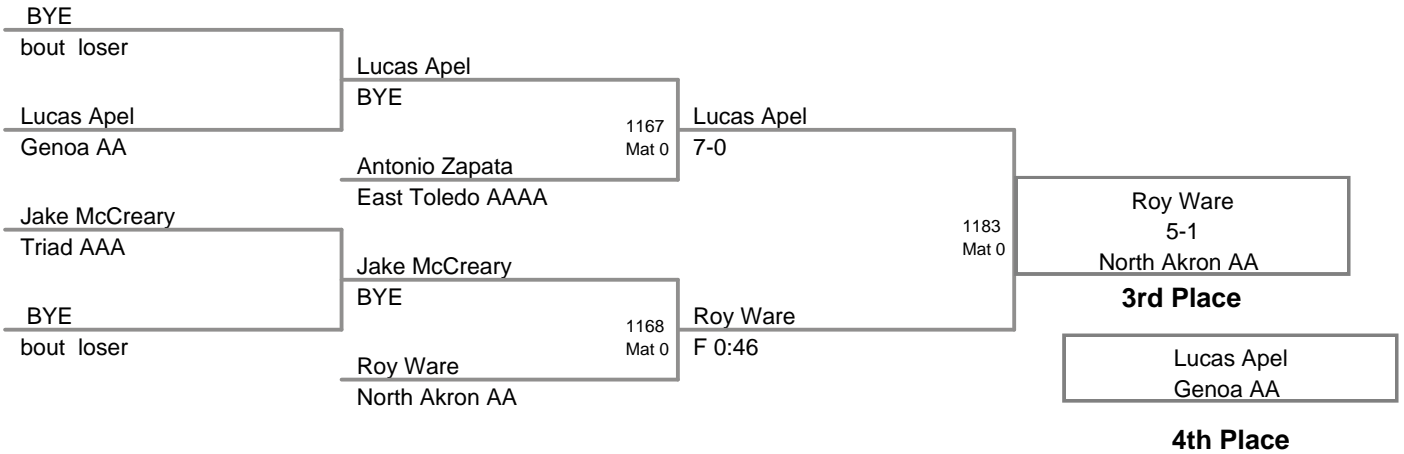 BYE
bout loser
Lucas Apel
BYE
Lucas Apel
Genoa AA
1167
Mat 0
Lucas Apel
7-0
Antonio Zapata
East Toledo AAAA
Jake McCreary
Triad AAA
1183
Mat 0
Roy Ware
5-1
North Akron AA
3rd Place
Jake McCreary
BYE
BYE
bout loser
1168
Mat 0
Roy Ware
F 0:46
Roy Ware
North Akron AA
Lucas Apel
Genoa AA
4th Place